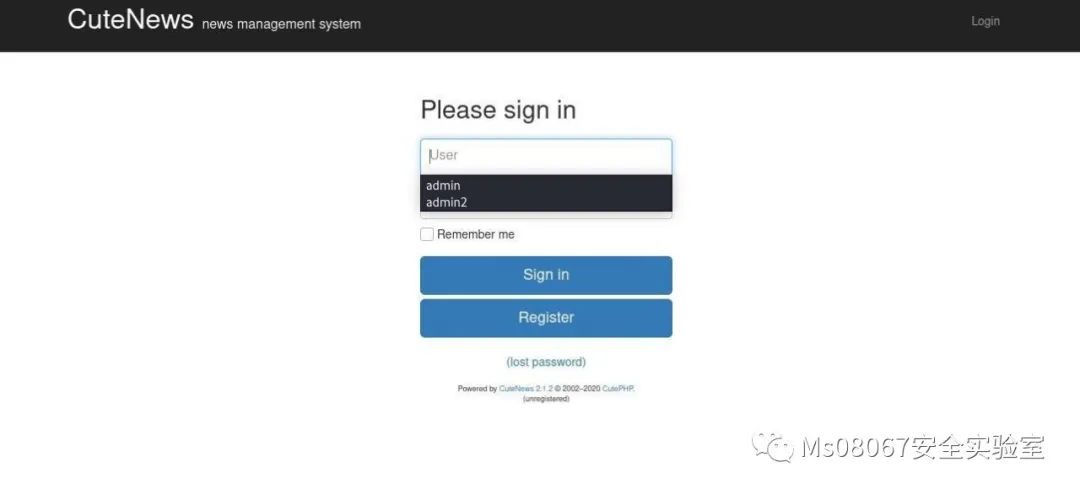 CuteNews news management system Login
Please sign in
User
admin
admin2
Remember me
Sign in
Register
(lost password)
Powered by CuteNews 2.1.2 © 2002–2020 CutePHP.
(unregistered)
Ms08067安全实验室